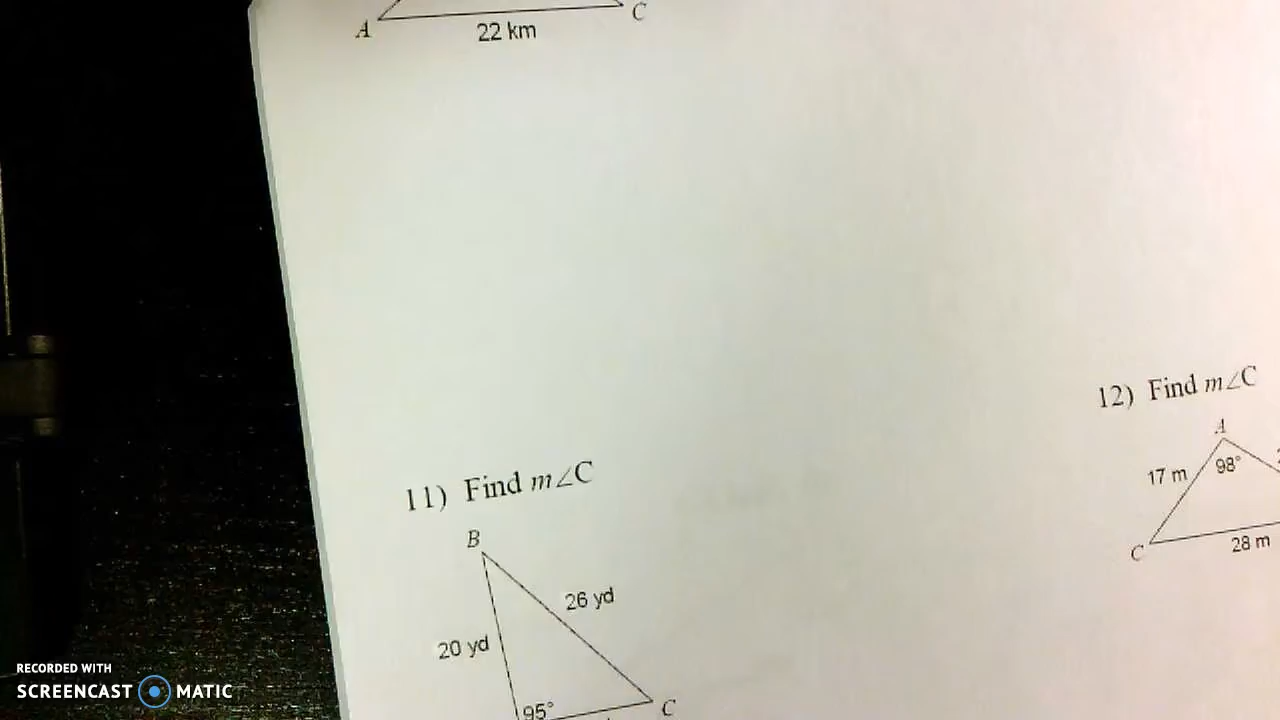 A
C
22 km
11) Find m∠C
B
26 yd
20 yd
95°
C
12) Find m∠C
A
17 m
98°
C
28 m
RECORDED WITH
SCREENCAST MATIC